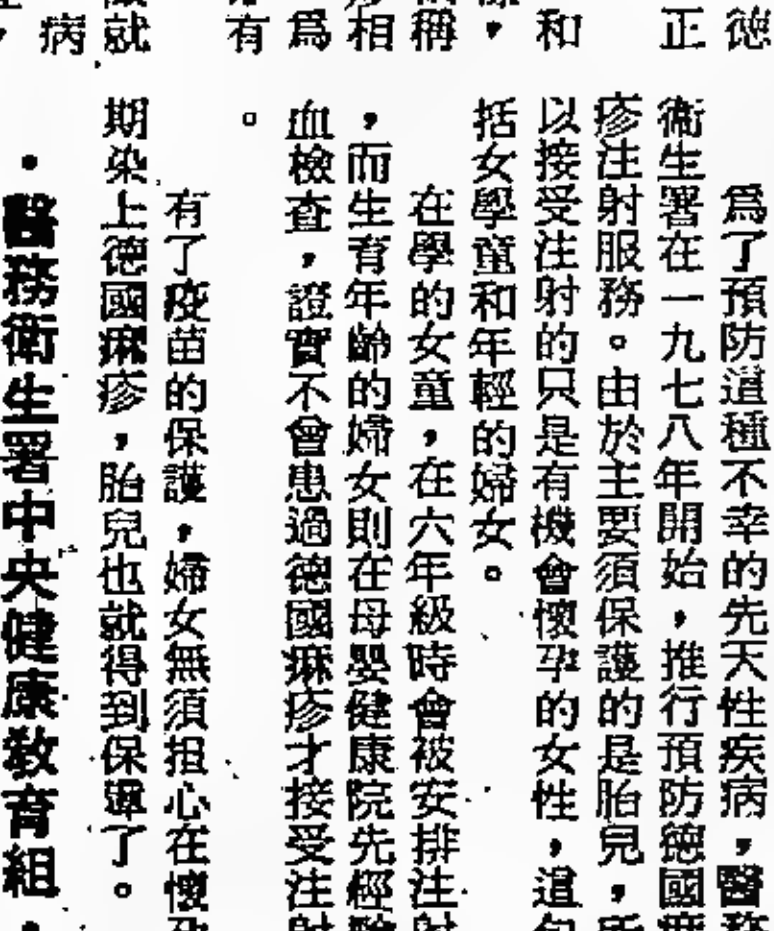 德
正
和
，
稱
相
爲
有
就
病
爲了預防這種不幸的先天性疾病，醫務
衞生署在一九七八年開始，推行預防德國痲
疹注射服務。由於主要須保護的是胎兒，所
以接受注射的只是有機會懷孕的女性，這包
括女學童和年輕的婦女。
在學的女童，在六年級時會被安排注射
，而生育年齡的婦女則在母嬰健康院先經驗
血檢查，證實不曾患過德國痲疹才接受注射
。
有了疫苗的保護，婦女無須担心在懷孕
期染上德國痲疹，胎兒也就得到保障了。
・醫務衞生署中央健康教育組・